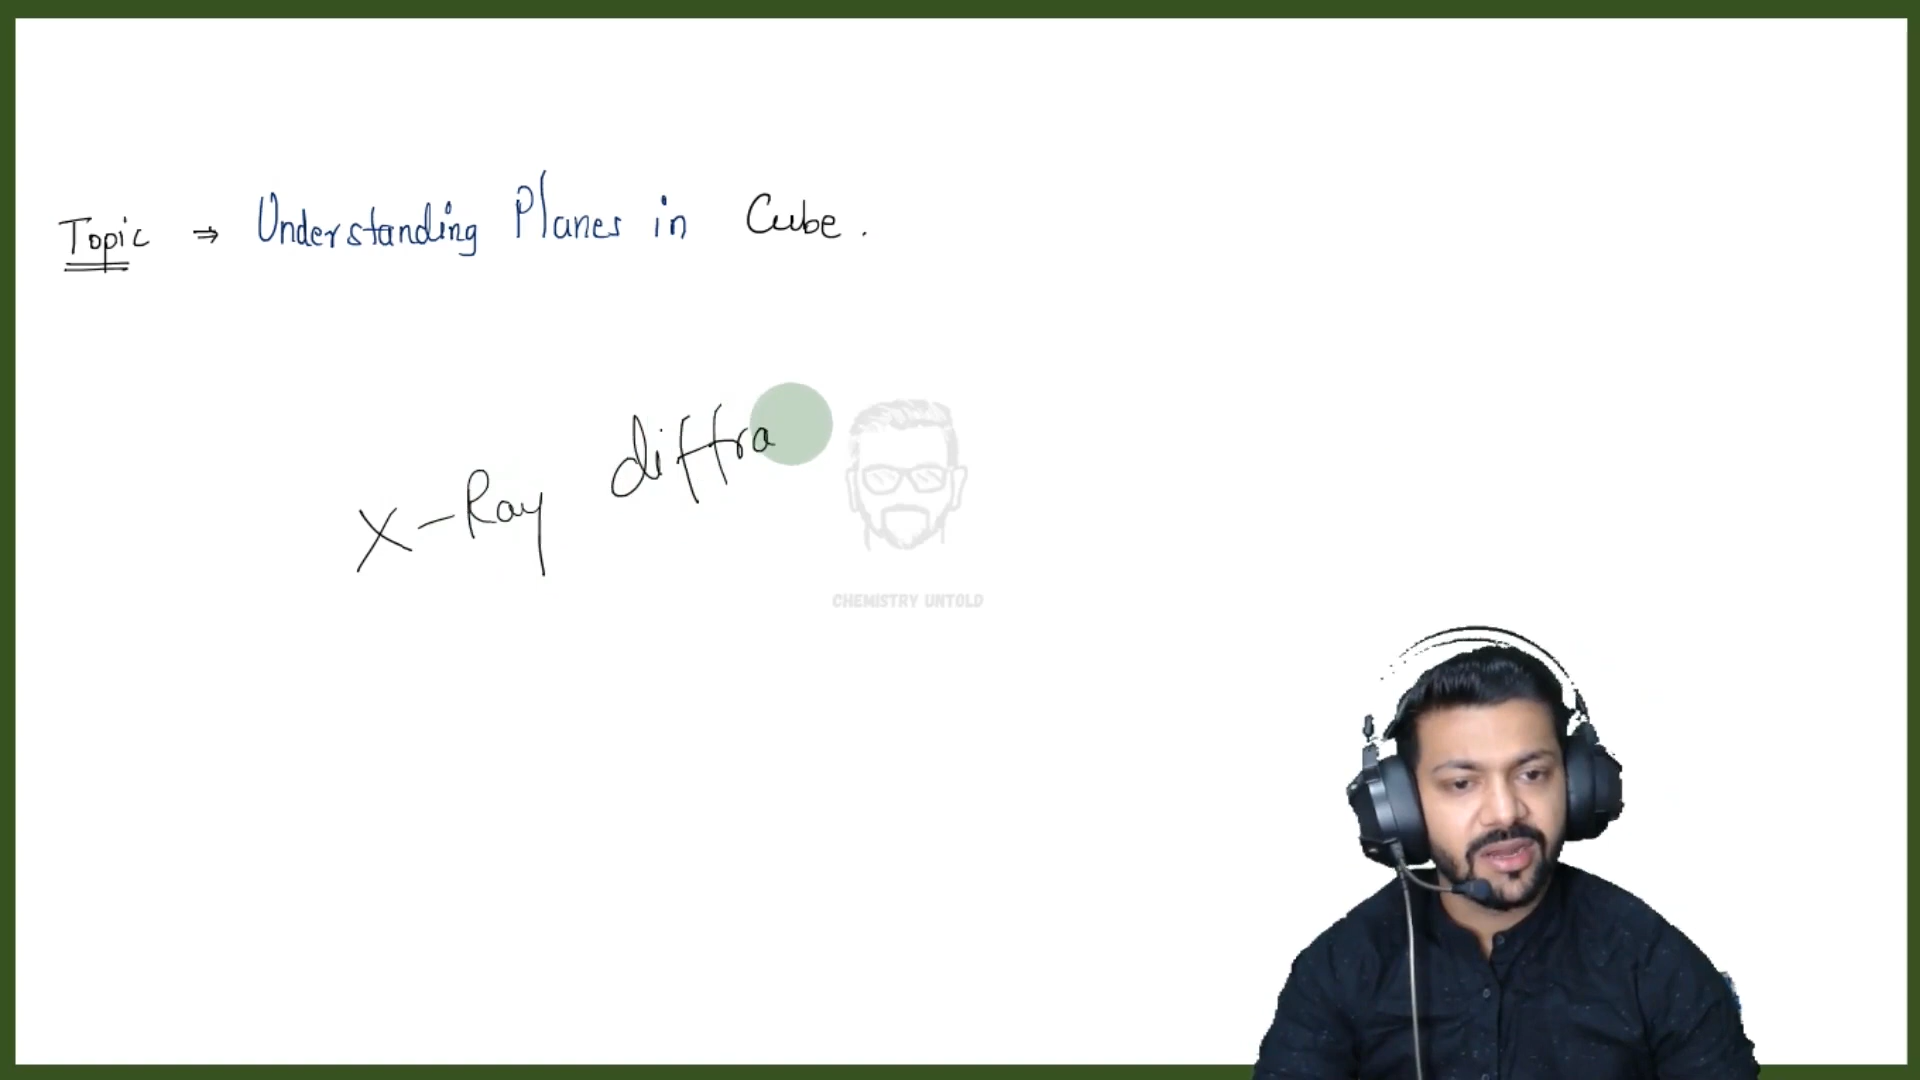 Topic ⇒ Understanding Planes in Cube.
X-Ray diffra
CHEMISTRY UNTOLD